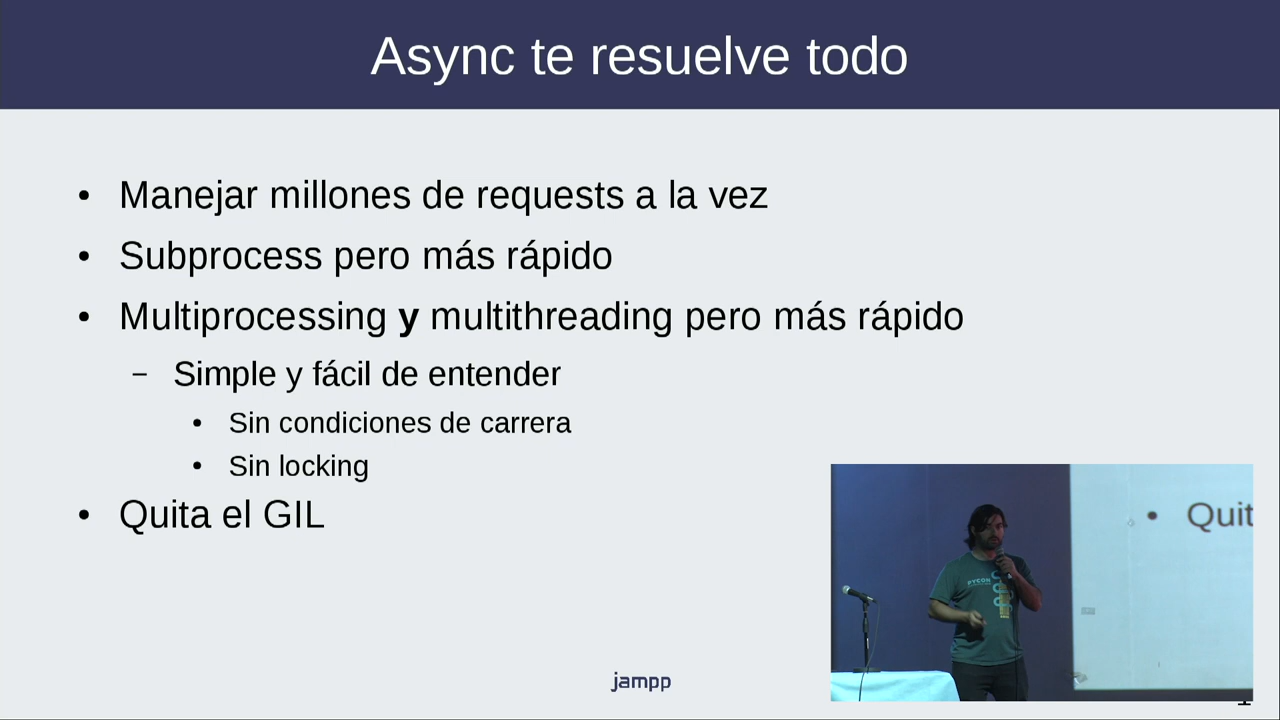 Async te resuelve todo
• Manejar millones de requests a la vez
• Subprocess pero más rápido
• Multiprocessing y multithreading pero más rápido
– Simple y fácil de entender
• Sin condiciones de carrera
• Sin locking
• Quita el GIL
• Quit
PYCON
jampp